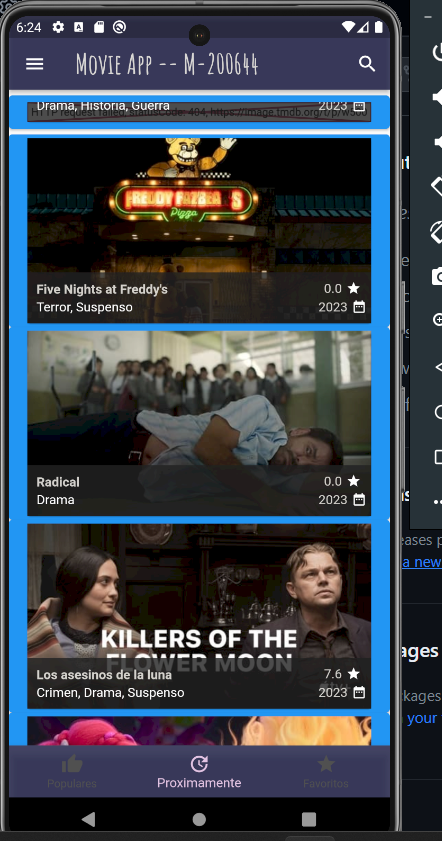 6:24
Movie App -- M-200644
Drama, Historia, Guerra
2023
HTTP request failed, statusCode: 404, https://image.tmdb.org/t/p/w500
FREDDY FAZBEAR'S
Pizza
Five Nights at Freddy's
0.0
Terror, Suspenso
2023
Radical
0.0
Drama
2023
KILLERS OF THE
FLOWER MOON
Los asesinos de la luna
7.6
Crimen, Drama, Suspenso
2023
Populares
Proximamente
Favoritos
eases p
a new
ages
ckages
your